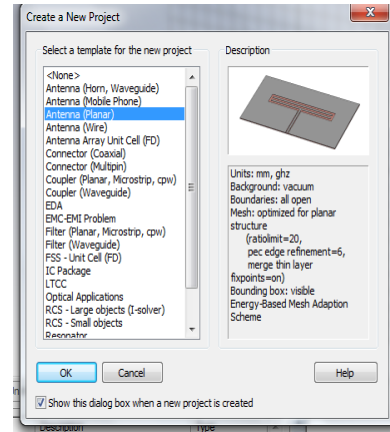 Create a New Project
x
Select a template for the new project
<None>
Antenna (Horn, Waveguide)
Antenna (Mobile Phone)
Antenna (Planar)
Antenna (Wire)
Antenna Array Unit Cell (FD)
Connector (Coaxial)
Connector (Multipin)
Coupler (Planar, Microstrip, cpw)
Coupler (Waveguide)
EDA
EMC-EMI Problem
Filter (Planar, Microstrip, cpw)
Filter (Waveguide)
FSS - Unit Cell (FD)
IC Package
LTCC
Optical Applications
RCS - Large objects (I-solver)
RCS - Small objects
Resonator
Description
Units: mm, ghz
Background: vacuum
Boundaries: all open
Mesh: optimized for planar
structure
(ratiolimit=20,
pec edge refinement=6,
merge thin layer
fixpoints=on)
Bounding box: visible
Energy-Based Mesh Adaption
Scheme
OK
Cancel
Help
Show this dialog box when a new project is created
Description
Type